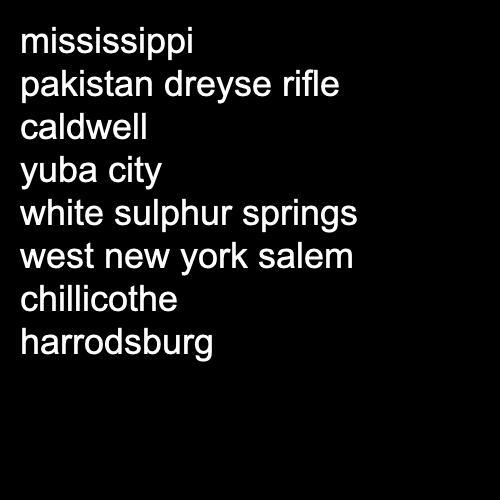 mississippi
pakistan dreyse rifle
caldwell
yuba city
white sulphur springs
west new york salem
chillicothe
harrodsburg